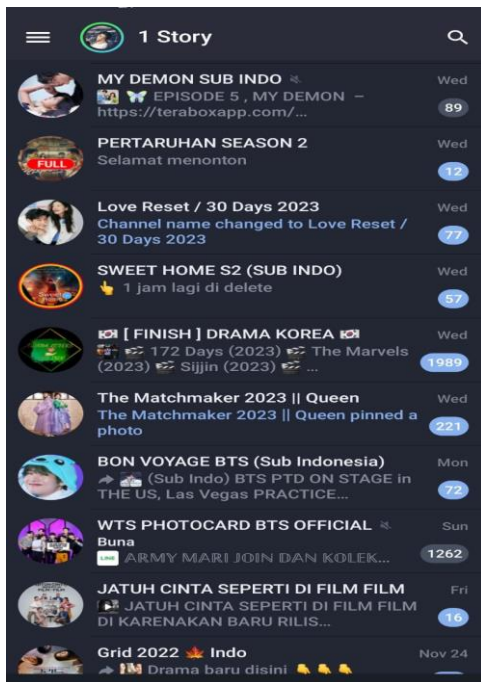 1 Story
MY DEMON SUB INDO
Wed
EPISODE 5 , MY DEMON –
https://teraboxapp.com/...
89
PERTARUHAN SEASON 2
Wed
Selamat menonton
12
FULL
Love Reset / 30 Days 2023
Wed
Channel name changed to Love Reset /
30 Days 2023
77
SWEET HOME S2 (SUB INDO)
Wed
👆 1 jam lagi di delete
57
🇰🇷 [ FINISH ] DRAMA KOREA 🇰🇷
Wed
🎬 172 Days (2023) 🎬 The Marvels
(2023) 🎬 Sijjin (2023) 🎬 ...
1989
The Matchmaker 2023 || Queen
Wed
The Matchmaker 2023 || Queen pinned a
photo
221
BON VOYAGE BTS (Sub Indonesia)
Mon
(Sub Indo) BTS PTD ON STAGE in
THE US, Las Vegas PRACTICE...
72
WTS PHOTOCARD BTS OFFICIAL
Sun
Buna
LINE
ARMY MARI JOIN DAN KOLEK...
1262
JATUH CINTA SEPERTI DI FILM FILM
Fri
JATUH CINTA SEPERTI DI FILM FILM
DI KARENAKAN BARU RILIS...
16
Grid 2022 🍁 Indo
Nov 24
Drama baru disini 👇👇👇